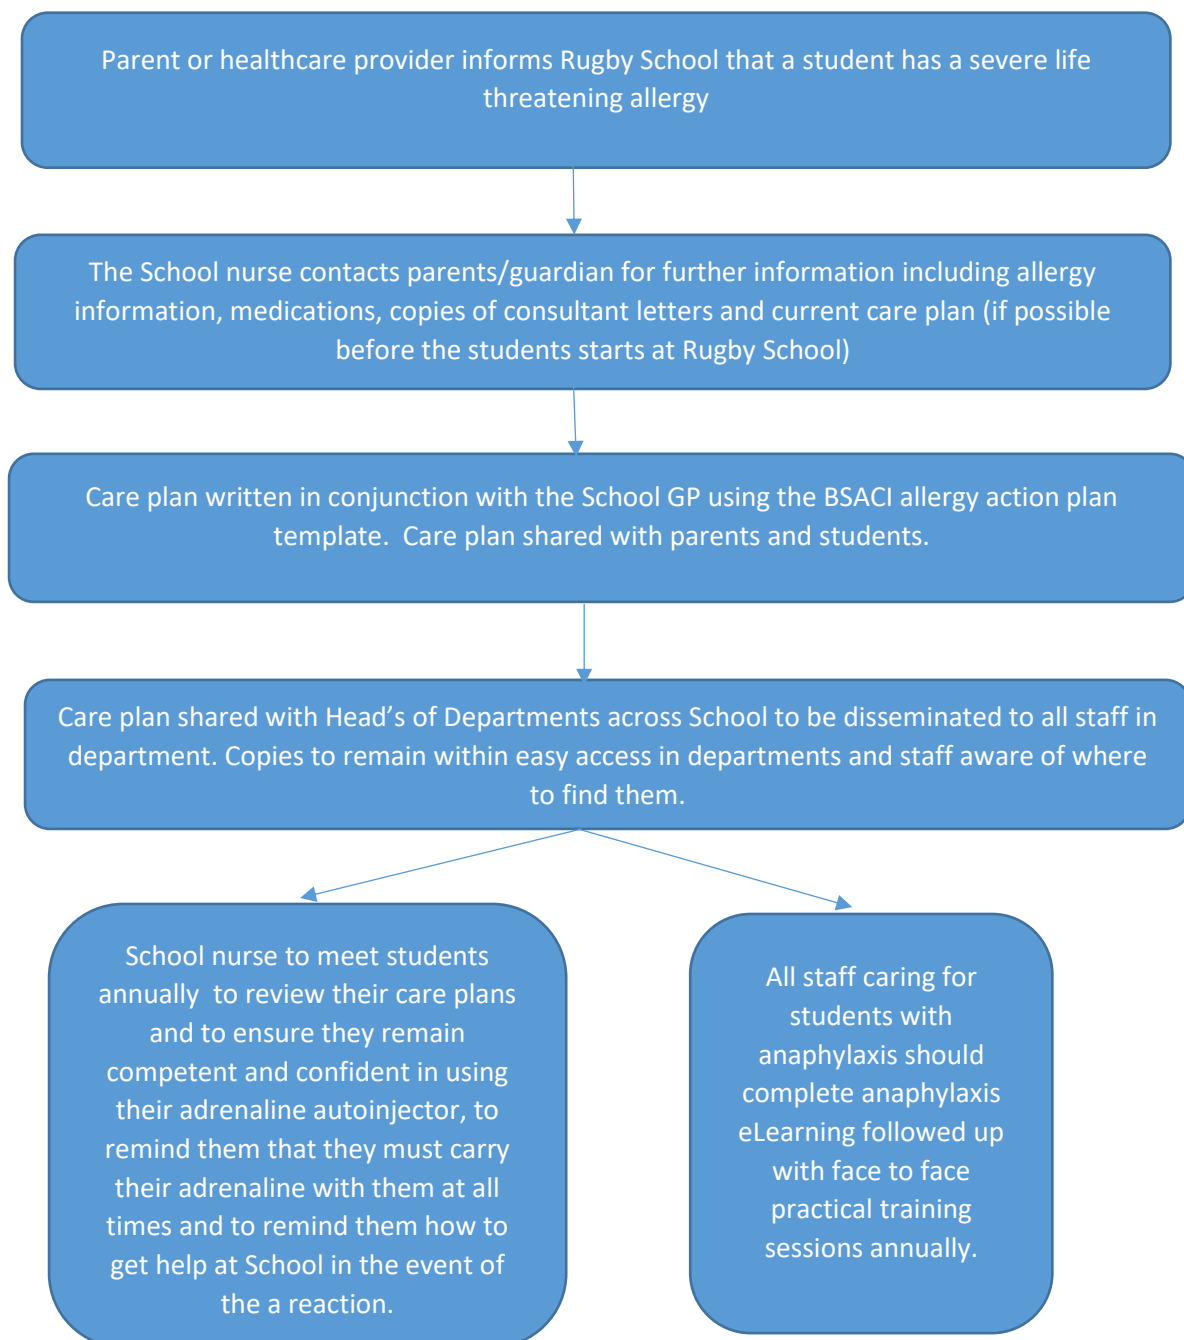 Parent or healthcare provider informs Rugby School that a student has a severe life
threatening allergy
The School nurse contacts parents/guardian for further information including allergy
information, medications, copies of consultant letters and current care plan (if possible
before the students starts at Rugby School)
Care plan written in conjunction with the School GP using the BSACI allergy action plan
template.  Care plan shared with parents and students.
Care plan shared with Head’s of Departments across School to be disseminated to all staff in
department. Copies to remain within easy access in departments and staff aware of where
to find them.
School nurse to meet students
annually  to review their care plans
and to ensure they remain
competent and confident in using
their adrenaline autoinjector, to
remind them that they must carry
their adrenaline with them at all
times and to remind them how to
get help at School in the event of
the a reaction.
All staff caring for
students with
anaphylaxis should
complete anaphylaxis
eLearning followed up
with face to face
practical training
sessions annually.